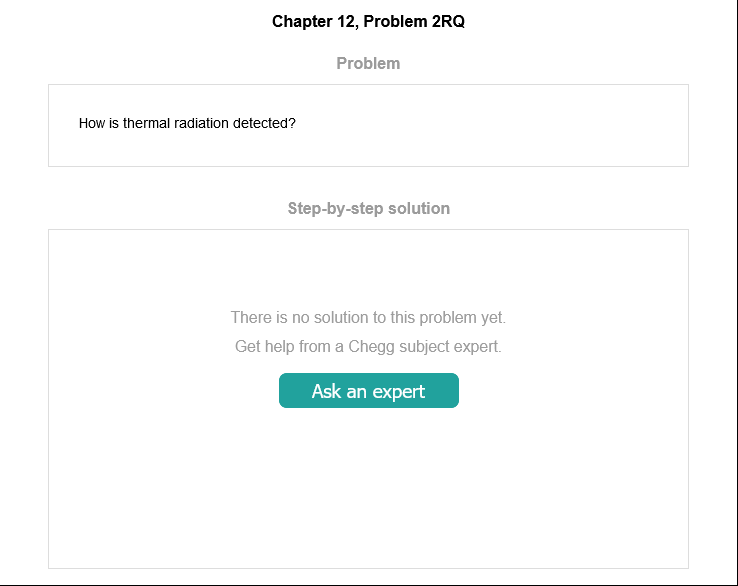 Chapter 12, Problem 2RQ
Problem
How is thermal radiation detected?
Step-by-step solution
There is no solution to this problem yet.
Get help from a Chegg subject expert.
Ask an expert